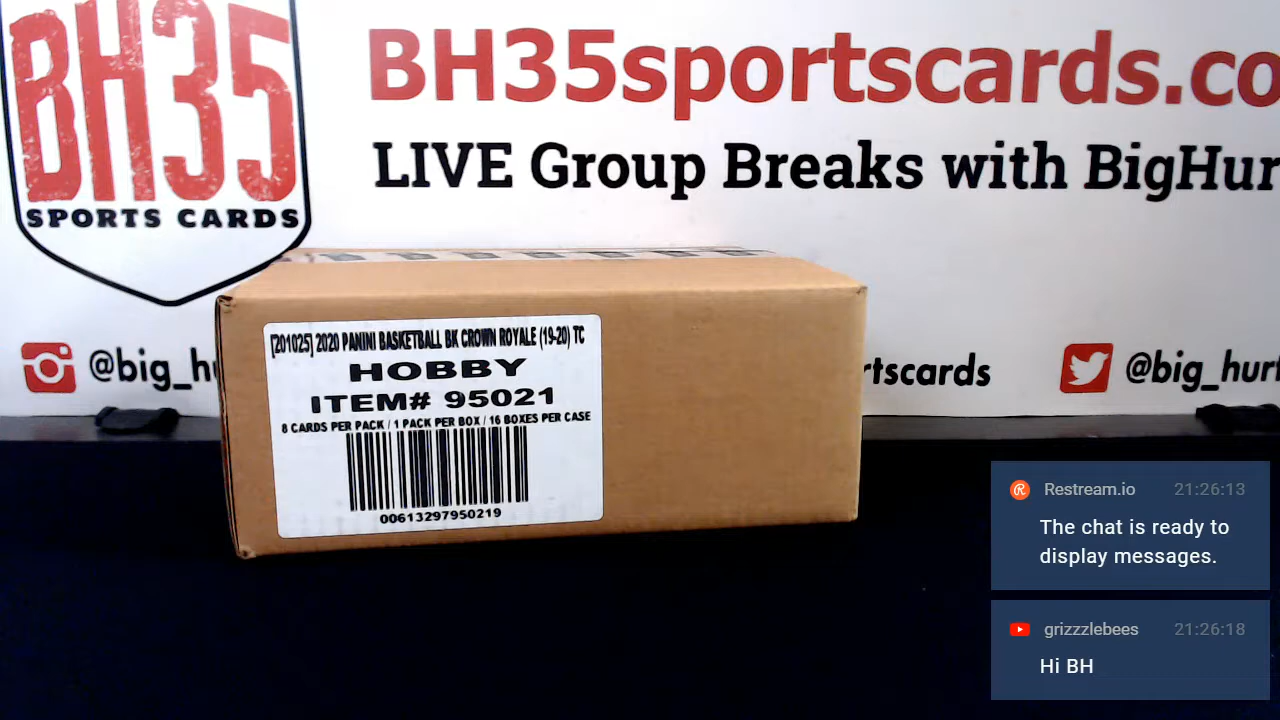 BH35
SPORTS CARDS
BH35sportscards.co
LIVE Group Breaks with BigHur
@big_hu
rtscards
@big_hurt
[201025] 2020 PANINI BASKETBALL BK CROWN ROYALE (19-20) TC
HOBBY
ITEM# 95021
8 CARDS PER PACK / 1 PACK PER BOX / 16 BOXES PER CASE
00613297950219
Restream.io 21:26:13
The chat is ready to
display messages.
grizzzlebees 21:26:18
Hi BH